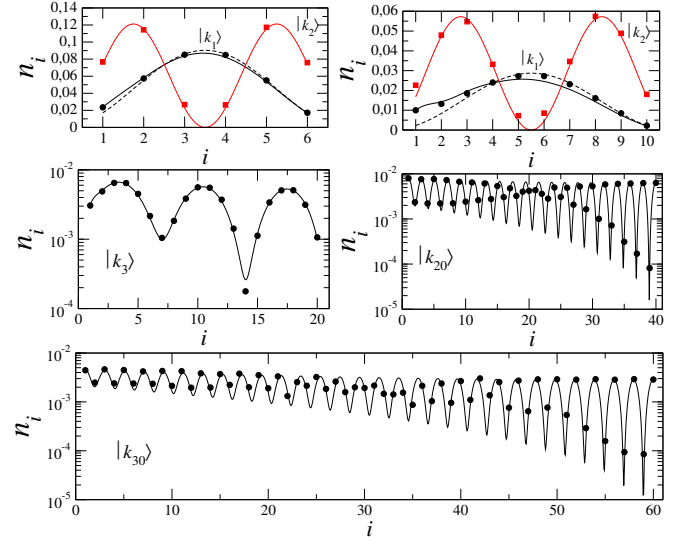 0,14
0,12
0,1
0,08
0,06
0,04
0,02
0
n_i
|k_1⟩
|k_2⟩
1 2 3 4 5 6
i
0,06
0,05
0,04
0,03
0,02
0,01
0
n_i
|k_1⟩
|k_2⟩
1 2 3 4 5 6 7 8 9 10
i
10^-2
10^-3
10^-4
n_i
|k_3⟩
0 5 10 15 20
i
10^-2
10^-3
10^-4
10^-5
n_i
|k_20⟩
0 5 10 15 20 25 30 35 40
i
10^-2
10^-3
10^-4
10^-5
n_i
|k_30⟩
0 10 20 30 40 50 60
i